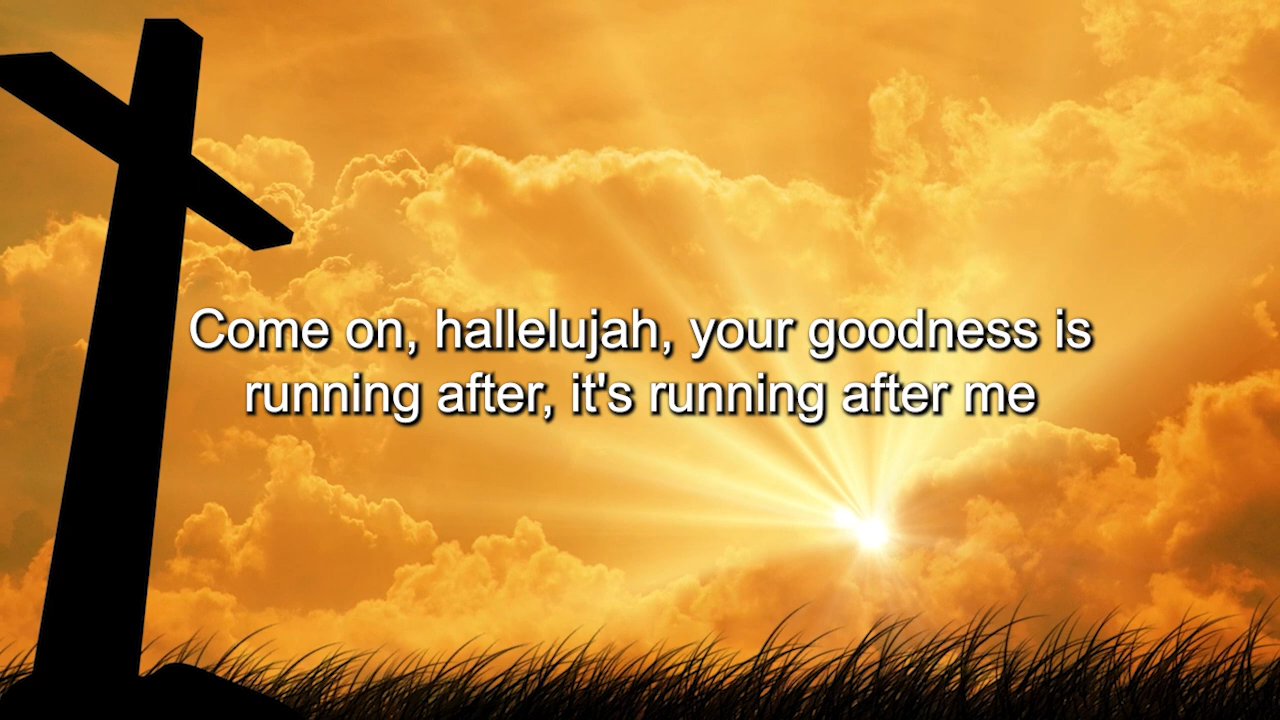 Come on, hallelujah, your goodness is
running after, it's running after me